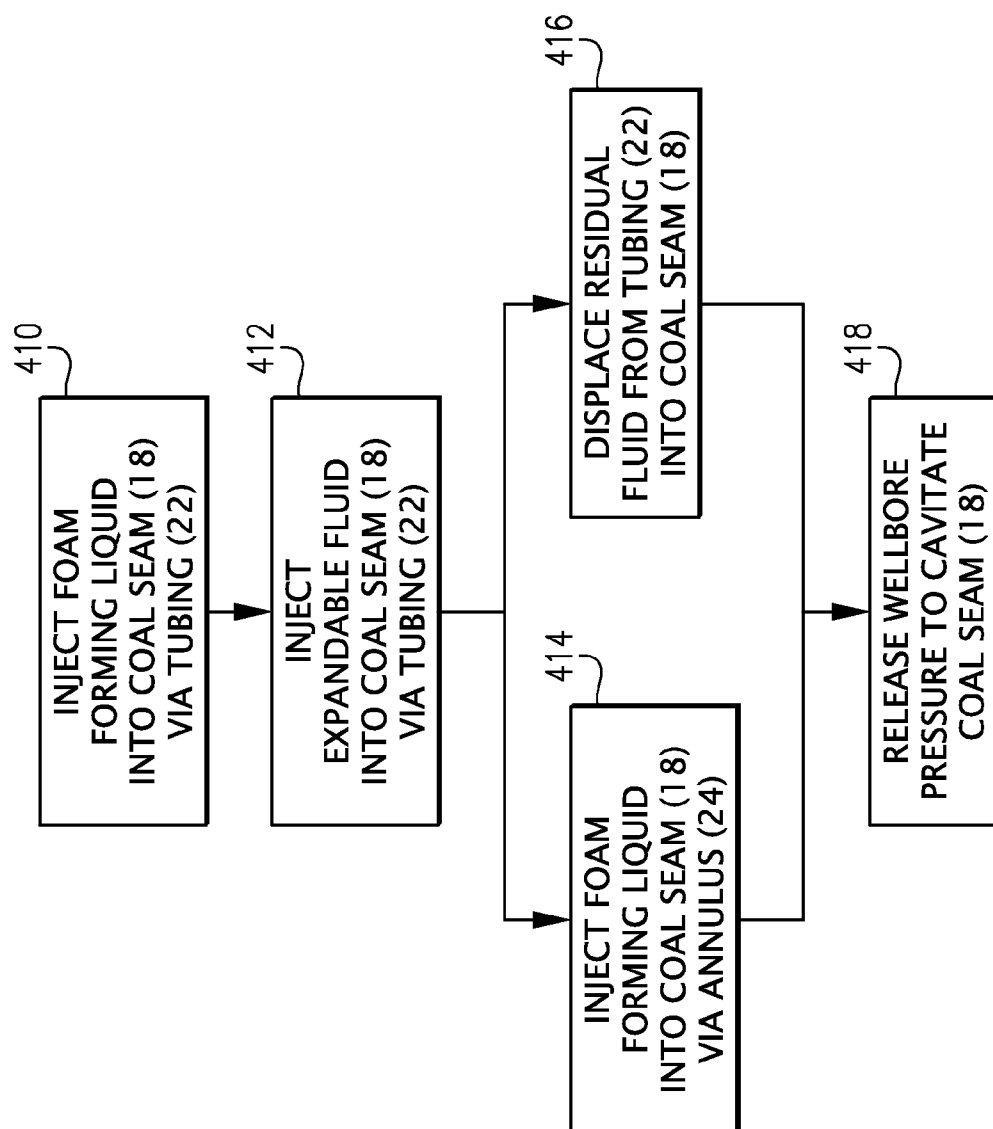 410
INJECT FOAM
FORMING LIQUID
INTO COAL SEAM (18)
VIA TUBING (22)
412
INJECT
EXPANDABLE FLUID
INTO COAL SEAM (18)
VIA TUBING (22)
414
INJECT FOAM
FORMING LIQUID
INTO COAL SEAM (18)
VIA ANNULUS (24)
416
DISPLACE RESIDUAL
FLUID FROM TUBING (22)
INTO COAL SEAM (18)
418
RELEASE WELLBORE
PRESSURE TO CAVITATE
COAL SEAM (18)